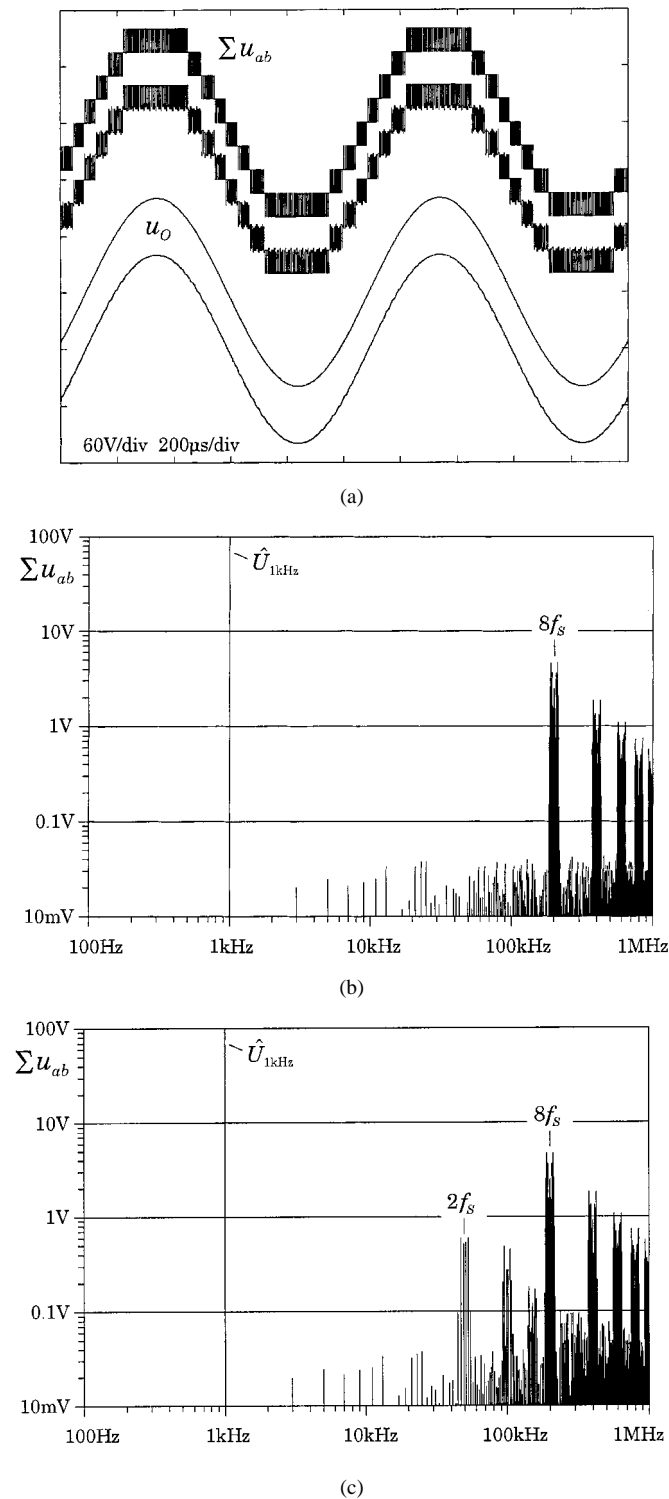 ∑u_ab
u_O
60V/div 200μs/div
(a)
100V
∑u_ab
Û_1kHz
10V
8f_S
1V
0.1V
10mV
100Hz 1kHz 10kHz 100kHz 1MHz
(b)
100V
∑u_ab
Û_1kHz
10V
8f_S
2f_S
1V
0.1V
10mV
100Hz 1kHz 10kHz 100kHz 1MHz
(c)